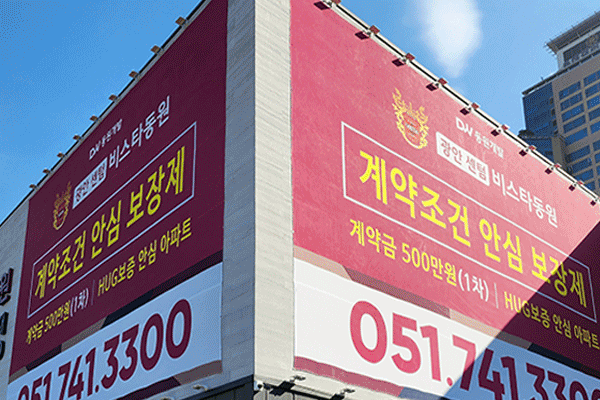 DW 동원개발
광안 센텀 비스타동원
계약조건 안심 보장제
계약금 500만원(1차) | HUG보증 안심 아파트
051.741.3300
DW 동원개발
광안 센텀 비스타동원
계약조건 안심 보장제
계약금 500만원(1차) | HUG보증 안심 아파트
051.741.3300